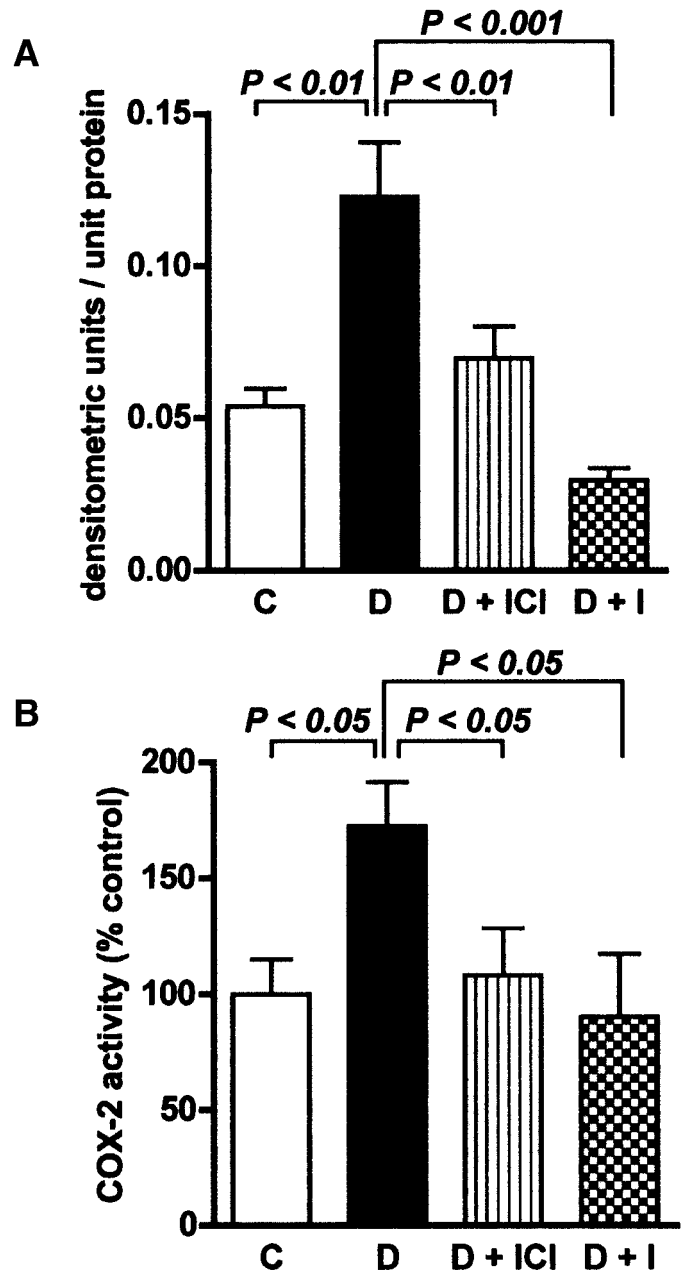 A
P < 0.001
P < 0.01 P < 0.01
densitometric units / unit protein
0.15
0.10
0.05
0.00
C D D + ICI D + I
B
P < 0.05
P < 0.05 P < 0.05
COX-2 activity (% control)
200
150
100
50
0
C D D + ICI D + I